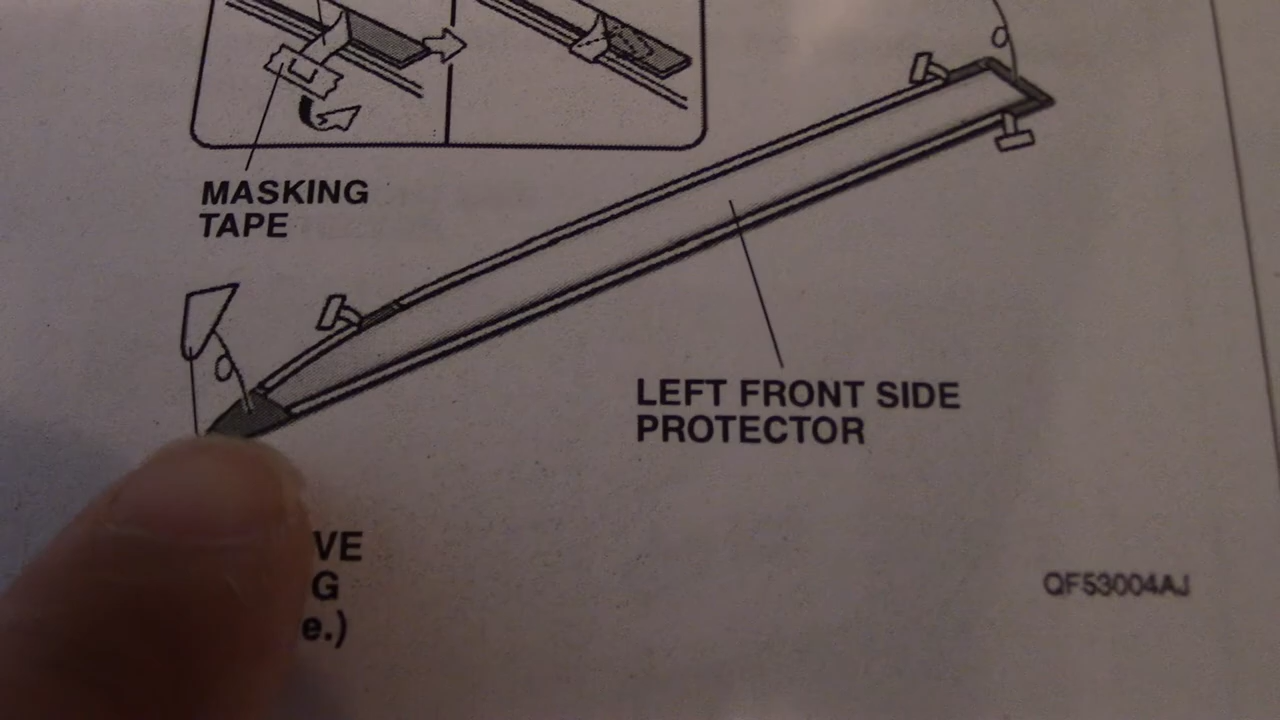 MASKING
TAPE
LEFT FRONT SIDE
PROTECTOR
VE
G
e.)
QF53004AJ